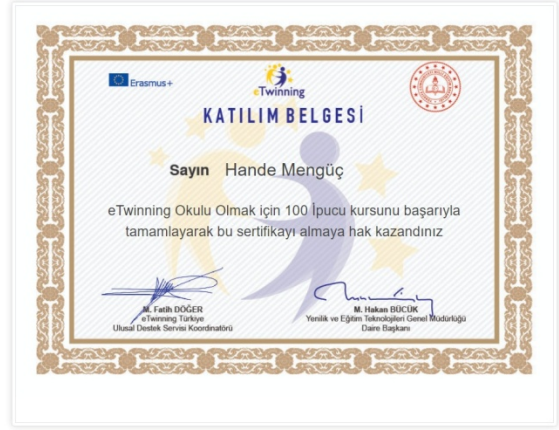 Erasmus+
eTwinning
KATILIM BELGESİ
Sayın Hande Mengüç
eTwinning Okulu Olmak için 100 İpucu kursunu başarıyla
tamamlayarak bu sertifikayı almaya hak kazandınız
M. Fatih DÖĞER
eTwinning Türkiye
Ulusal Destek Servisi Koordinatörü
M. Hakan BÜCÜK
Yenilik ve Eğitim Teknolojileri Genel Müdürlüğü
Daire Başkanı